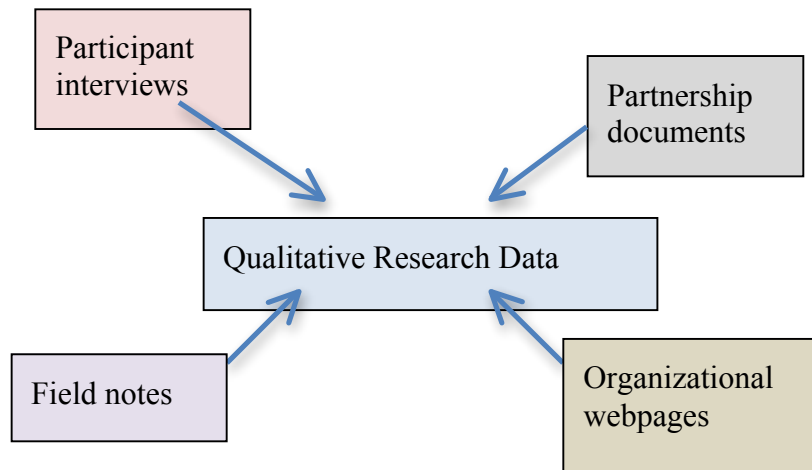 Participant
interviews
Partnership
documents
Qualitative Research Data
Field notes
Organizational
webpages